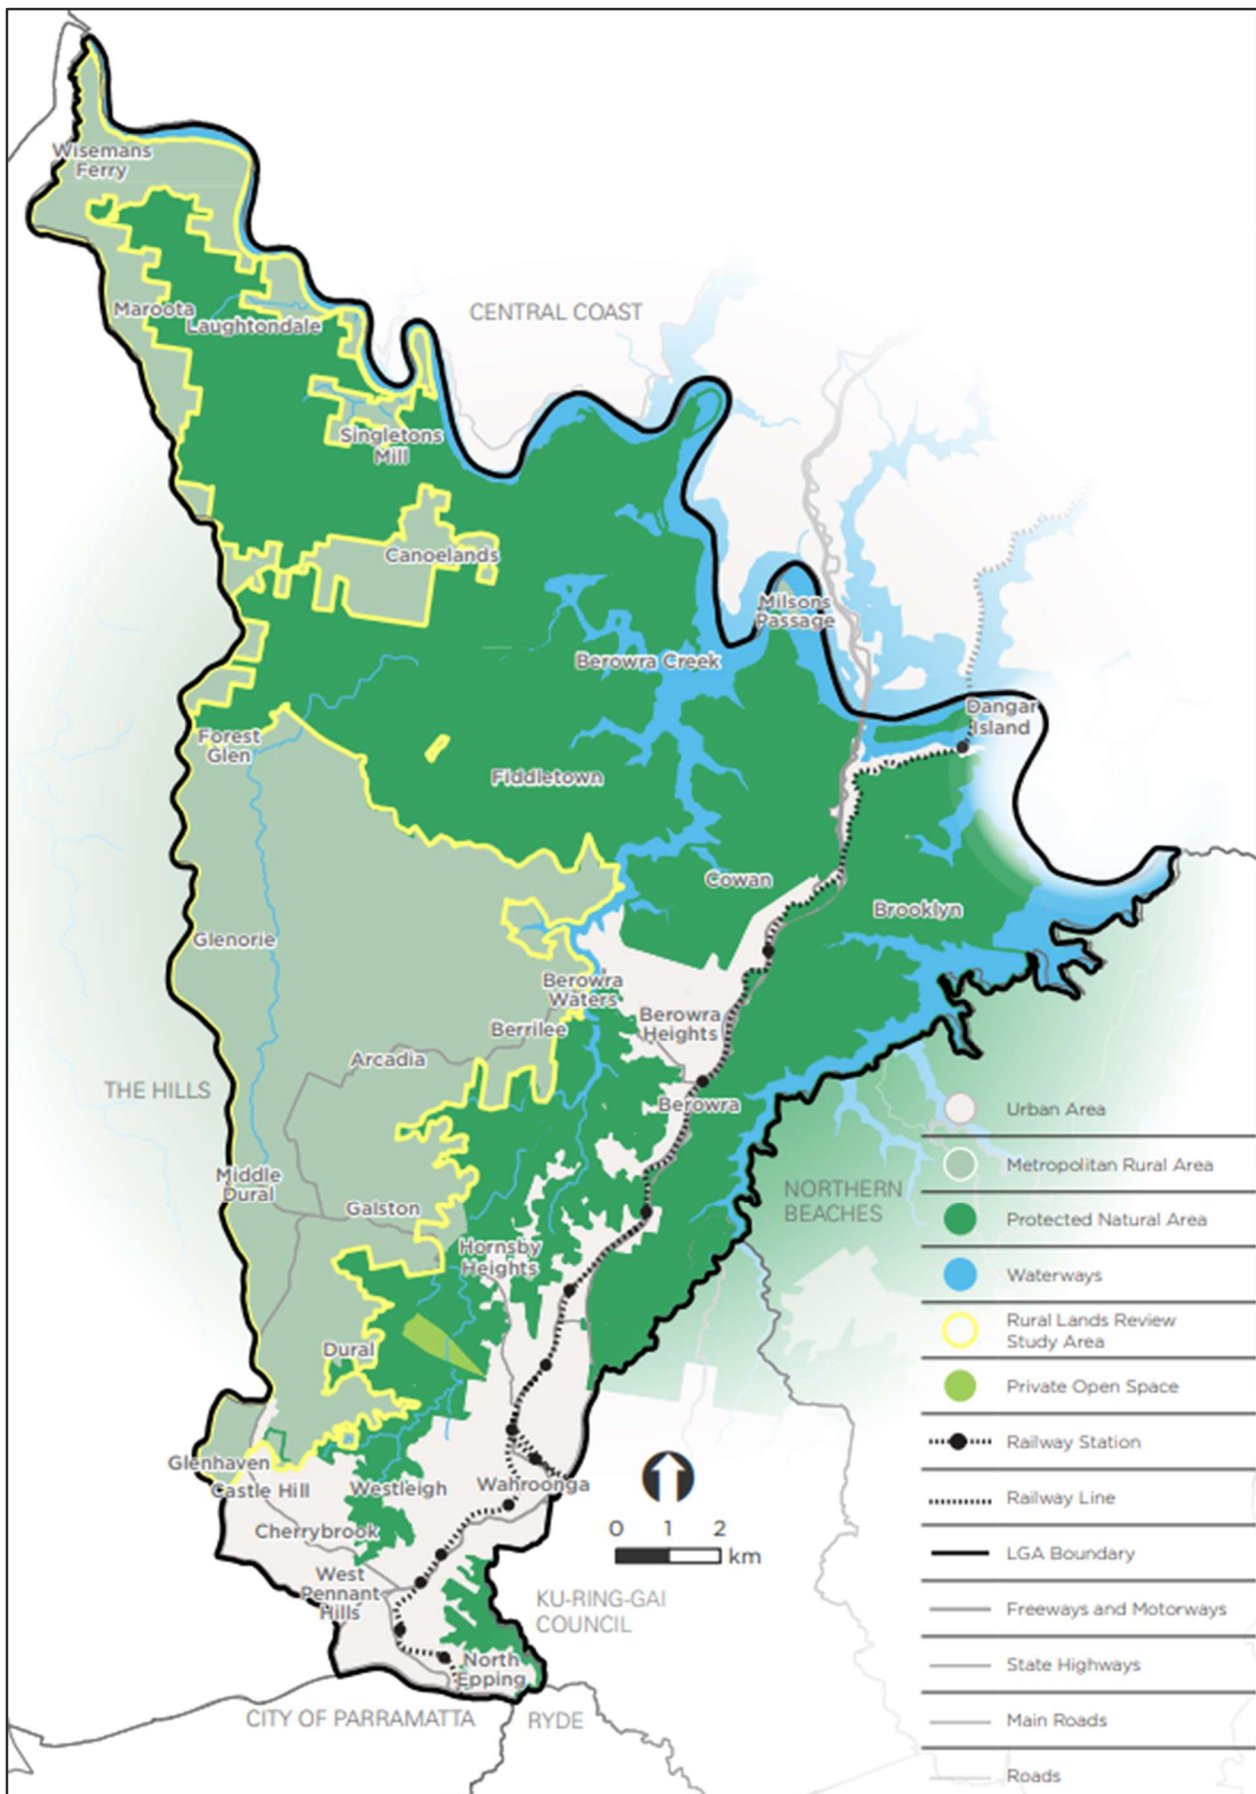 Wisemans
Ferry
CENTRAL COAST
Maroota
Laughtondale
Singletons
Mill
Canoelands
Milsons
Passage
Berowra Creek
Dangar
Island
Forest
Glen
Fiddletown
Cowan
Brooklyn
Glenorie
Berowra
Waters
Berowra
Heights
Berrilee
Arcadia
THE HILLS
Berowra
Middle
Dural
NORTHERN
BEACHES
Galston
Hornsby
Heights
Dural
Glenhaven
Castle Hill
Westleigh
Wahroonga
Cherrybrook
West
Pennant
Hills
KU-RING-GAI
COUNCIL
North
Epping
CITY OF PARRAMATTA
RYDE
0 1 2
km
Urban Area
Metropolitan Rural Area
Protected Natural Area
Waterways
Rural Lands Review
Study Area
Private Open Space
Railway Station
Railway Line
LGA Boundary
Freeways and Motorways
State Highways
Main Roads
Roads